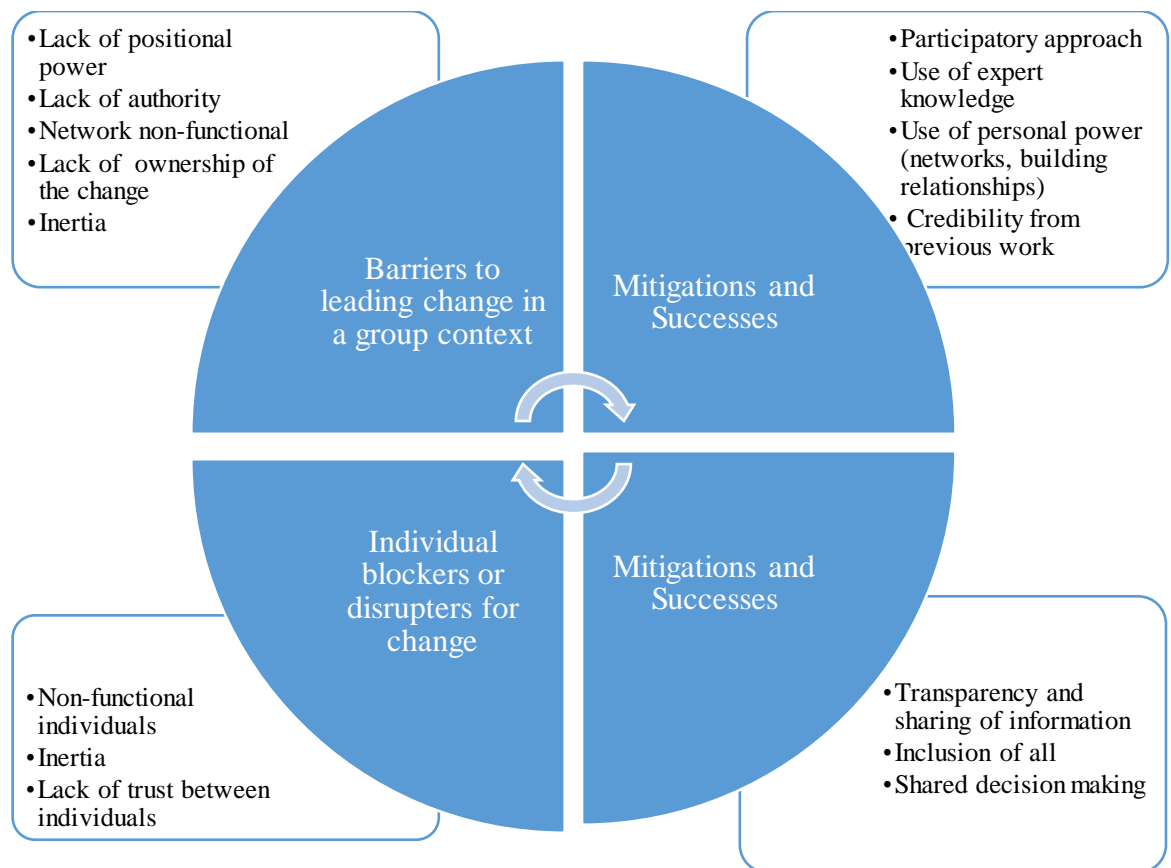 •Lack of positional
power
•Lack of authority
•Network non-functional
•Lack of ownership of
the change
•Inertia
•Participatory approach
•Use of expert
knowledge
•Use of personal power
(networks, building
relationships)
• Credibility from
previous work
Barriers to
leading change in
a group context
Mitigations and
Successes
Individual
blockers or
disrupters for
change
Mitigations and
Successes
•Non-functional
individuals
•Inertia
•Lack of trust between
individuals
•Transparency and
sharing of information
•Inclusion of all
•Shared decision making